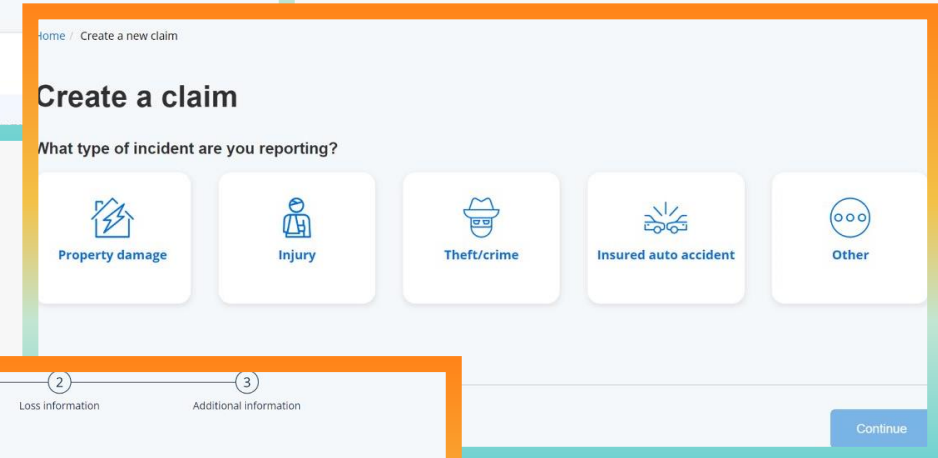 Home / Create a new claim
Create a claim
What type of incident are you reporting?
Property damage
Injury
Theft/crime
Insured auto accident
Other
2
3
Loss information
Additional information
Continue